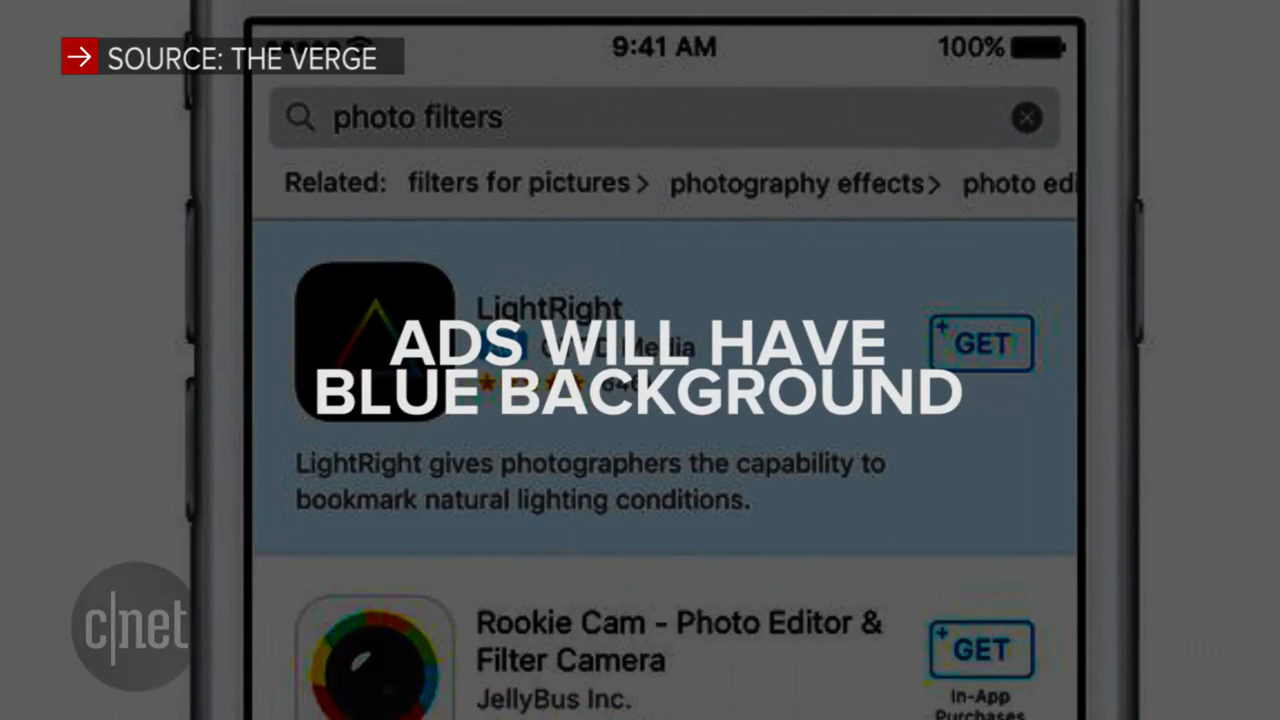 SOURCE: THE VERGE
9:41 AM
100%
photo filters
Related: filters for pictures > photography effects > photo edi
LightRight
GET
ADS WILL HAVE
BLUE BACKGROUND
LightRight gives photographers the capability to
bookmark natural lighting conditions.
Rookie Cam - Photo Editor &
Filter Camera
JellyBus Inc.
GET
In-App
Purchases
c|net